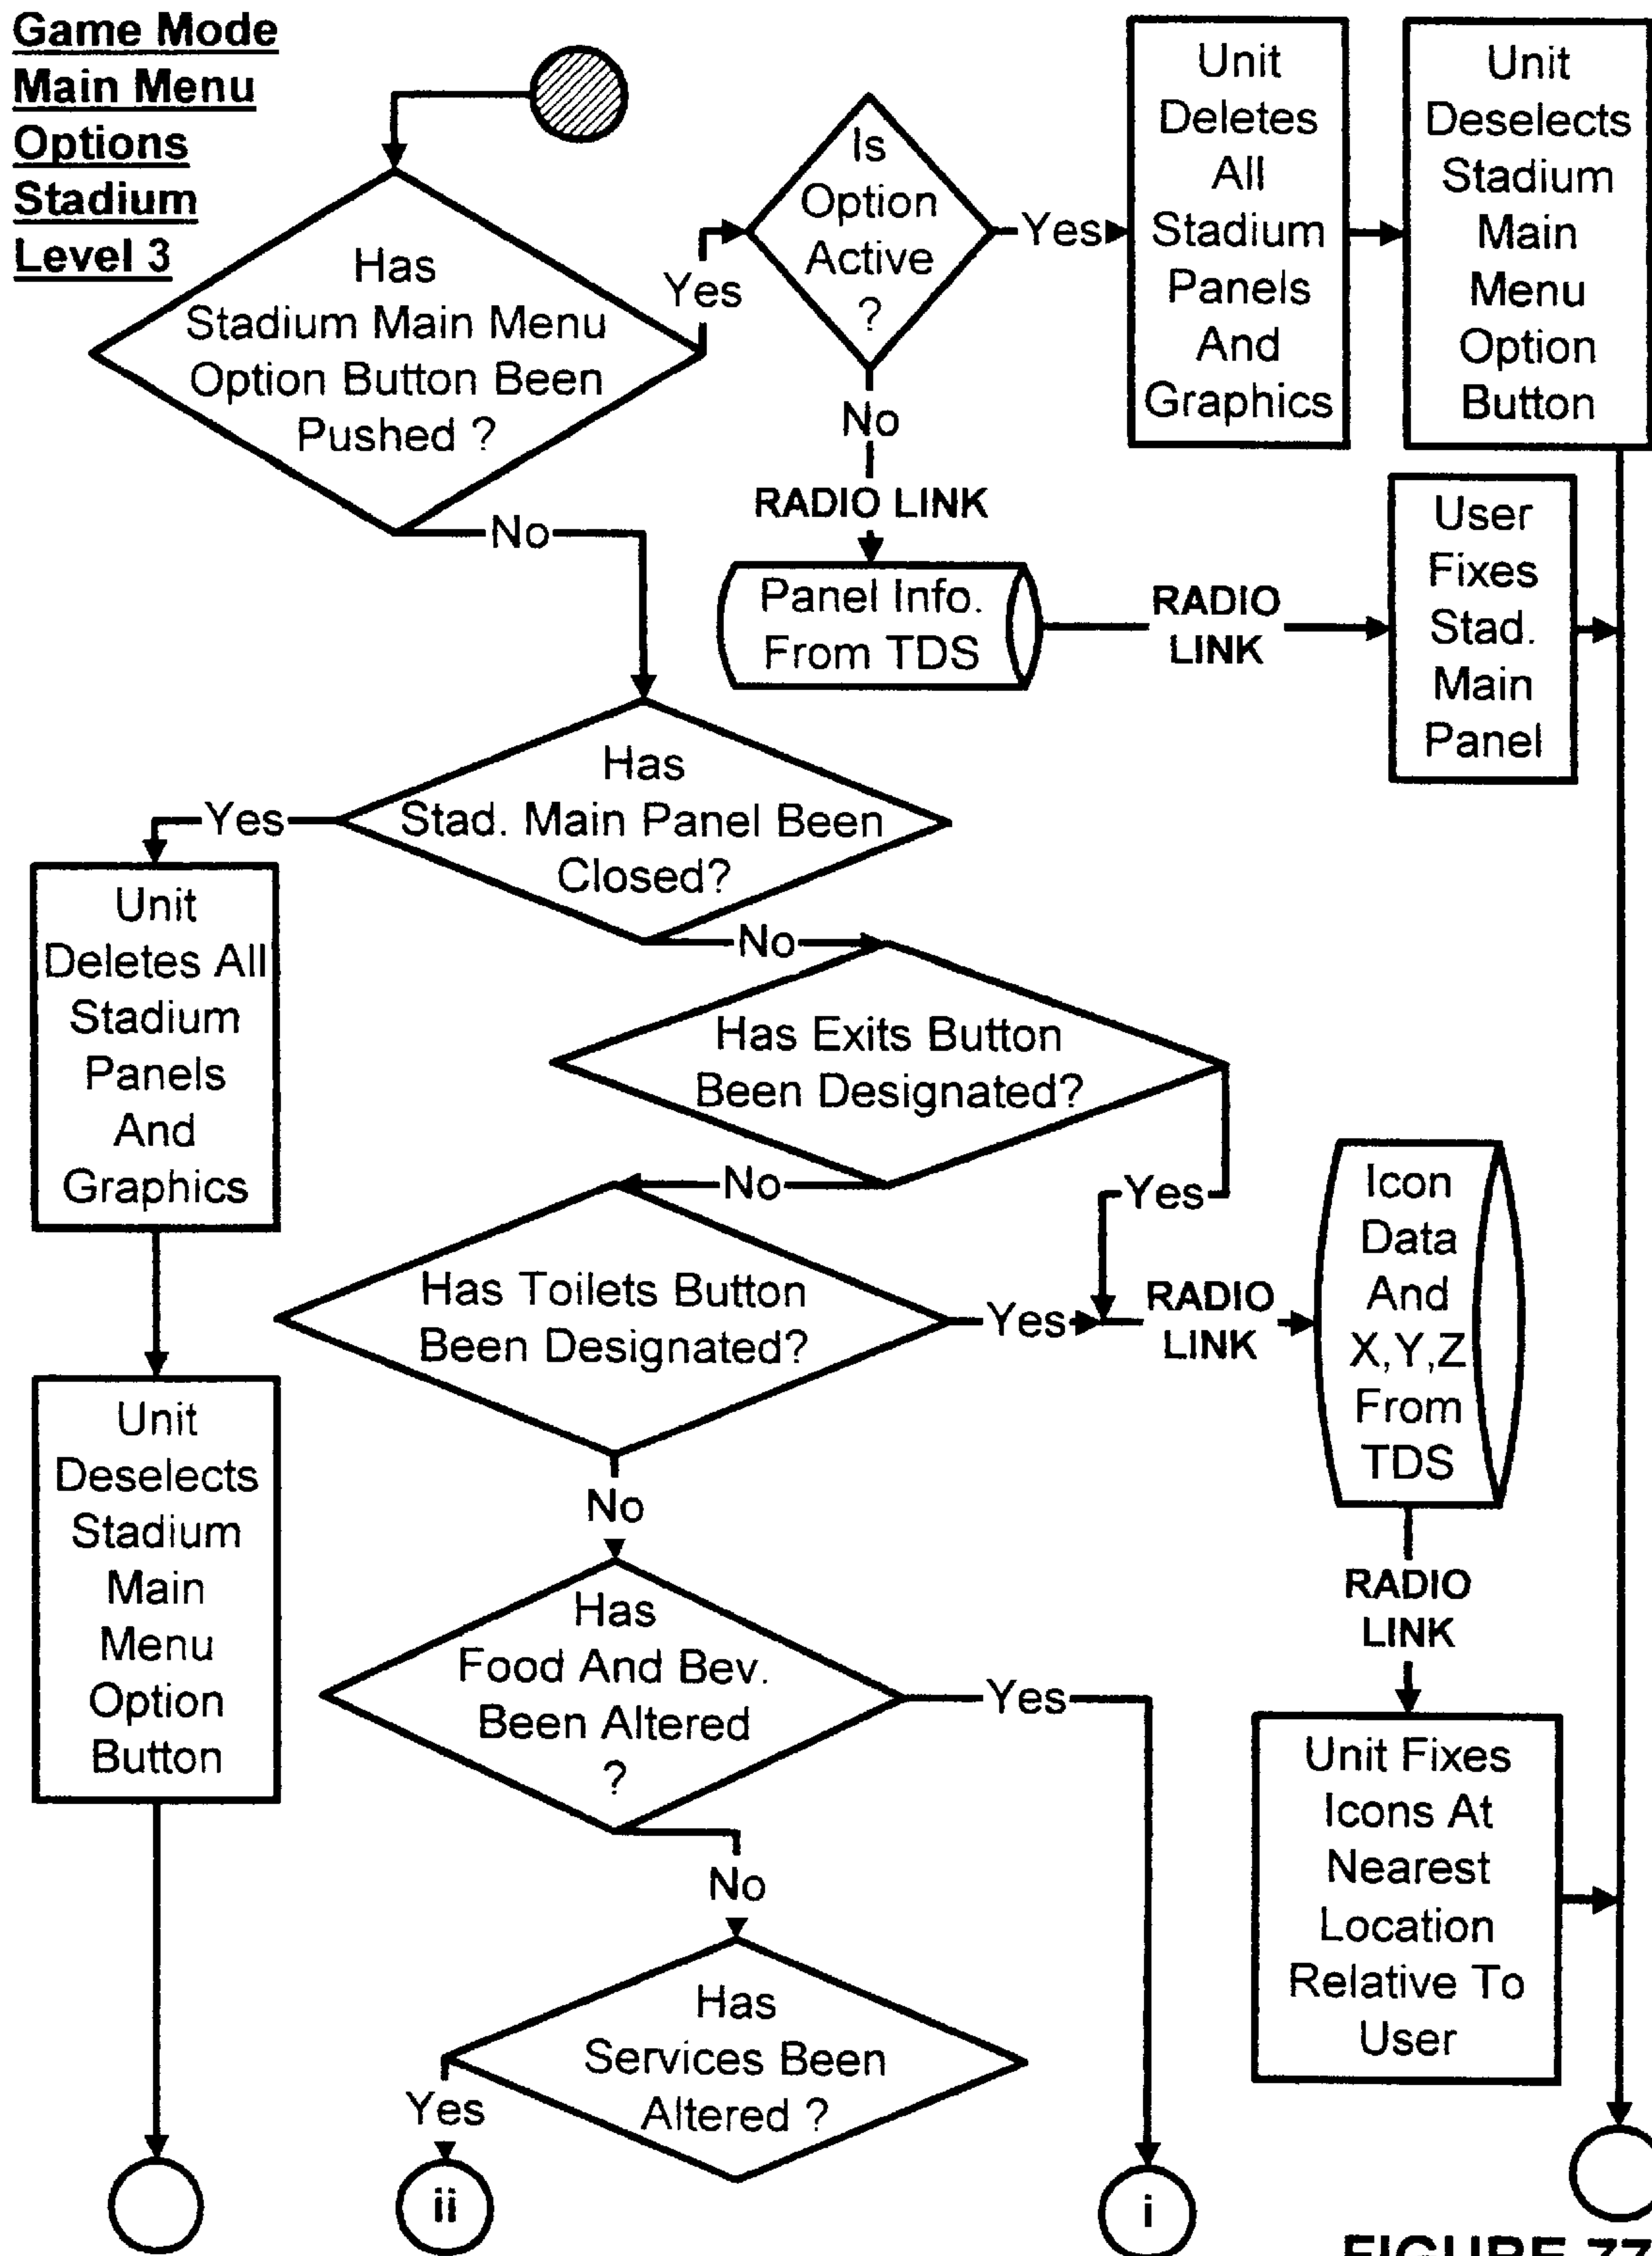 Game Mode
Main Menu
Options
Stadium
Level 3
Has
Stadium Main Menu
Option Button Been
Pushed ?
Yes
No
Is
Option
Active
?
Yes
No
Unit
Deletes
All
Stadium
Panels
And
Graphics
Unit
Deselects
Stadium
Main
Menu
Option
Button
RADIO LINK
Panel Info.
From TDS
RADIO
LINK
User
Fixes
Stad.
Main
Panel
Has
Stad. Main Panel Been
Closed?
Yes
No
Unit
Deletes All
Stadium
Panels
And
Graphics
Unit
Deselects
Stadium
Main
Menu
Option
Button
Has Exits Button
Been Designated?
No
Yes
Has Toilets Button
Been Designated?
Yes
No
RADIO
LINK
Icon
Data
And
X,Y,Z
From
TDS
RADIO
LINK
Unit Fixes
Icons At
Nearest
Location
Relative To
User
Has
Food And Bev.
Been Altered
?
Yes
No
Has
Services Been
Altered ?
Yes
ii
i
FIGURE 77